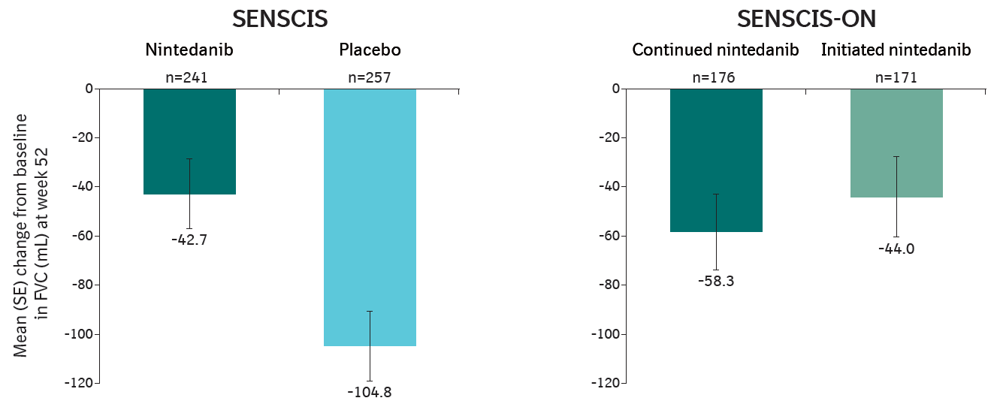 SENSCIS
Nintedanib
Placebo
n=241
n=257
0
-20
-40
-60
-80
-100
-120
Mean (SE) change from baseline
in FVC (mL) at week 52
-42.7
-104.8
SENSCIS-ON
Continued nintedanib
Initiated nintedanib
n=176
n=171
0
-20
-40
-60
-80
-100
-120
-58.3
-44.0